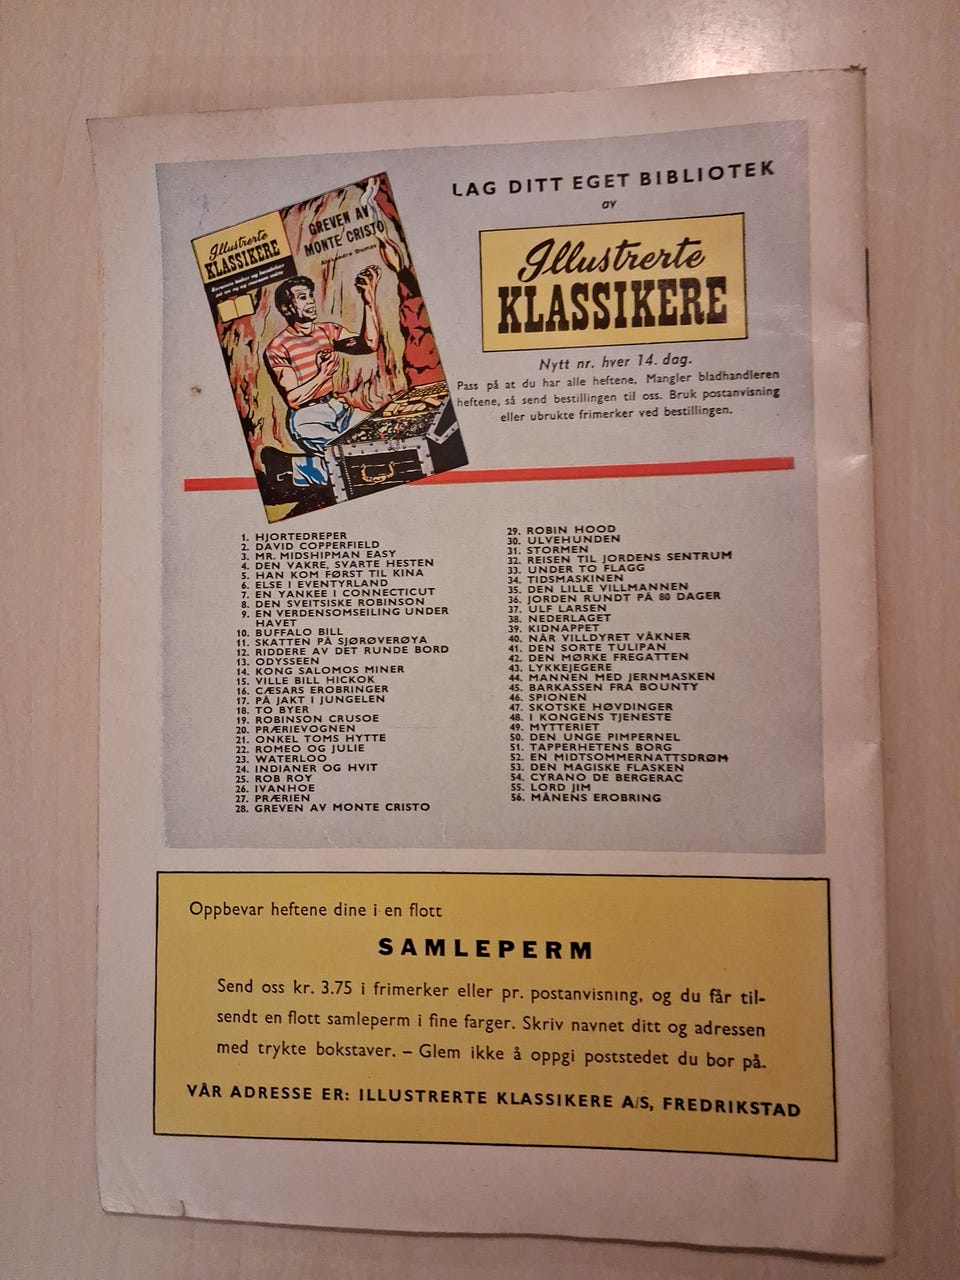 LAG DITT EGET BIBLIOTEK
av
Illustrerte
KLASSIKERE
Nytt nr. hver 14. dag.
Pass på at du har alle heftene. Mangler bladhandleren
heftene, så send bestillingen til oss. Bruk postanvisning
eller ubrukte frimerker ved bestillingen.
Illustrerte
KLASSIKERE
GREVEN AV
MONTE CRISTO
Alexandre Dumas
1. HJORTEDREPER
2. DAVID COPPERFIELD
3. MR. MIDSHIPMAN EASY
4. DEN VAKRE, SVARTE HESTEN
5. HAN KOM FØRST TIL KINA
6. ELSE I EVENTYRLAND
7. EN YANKEE I CONNECTICUT
8. DEN SVEITSISKE ROBINSON
9. EN VERDENSOMSEILING UNDER
HAVET
10. BUFFALO BILL
11. SKATTEN PÅ SJØRØVERØYA
12. RIDDERE AV DET RUNDE BORD
13. ODYSSEEN
14. KONG SALOMOS MINER
15. VILLE BILL HICKOK
16. CÆSARS EROBRINGER
17. PÅ JAKT I JUNGELEN
18. TO BYER
19. ROBINSON CRUSOE
20. PRÆRIEVOGNEN
21. ONKEL TOMS HYTTE
22. ROMEO OG JULIE
23. WATERLOO
24. INDIANER OG HVIT
25. ROB ROY
26. IVANHOE
27. PRÆRIEN
28. GREVEN AV MONTE CRISTO
29. ROBIN HOOD
30. ULVEHUNDEN
31. STORMEN
32. REISEN TIL JORDENS SENTRUM
33. UNDER TO FLAGG
34. TIDSMASKINEN
35. DEN LILLE VILLMANNEN
36. JORDEN RUNDT PÅ 80 DAGER
37. ULF LARSEN
38. NEDERLAGET
39. KIDNAPPET
40. NÅR VILLDYRET VÅKNER
41. DEN SORTE TULIPAN
42. DEN MØRKE FREGATTEN
43. LYKKEJEGERE
44. MANNEN MED JERNMASKEN
45. BARKASSEN FRA BOUNTY
46. SPIONEN
47. SKOTSKE HØVDINGER
48. I KONGENS TJENESTE
49. MYTTERIET
50. DEN UNGE PIMPERNEL
51. TAPPERHETENS BORG
52. EN MIDTSOMMERNATTSDRØM
53. DEN MAGISKE FLASKEN
54. CYRANO DE BERGERAC
55. LORD JIM
56. MÅNENS EROBRING
Oppbevar heftene dine i en flott
SAMLEPERM
Send oss kr. 3.75 i frimerker eller pr. postanvisning, og du får til-
sendt en flott samleperm i fine farger. Skriv navnet ditt og adressen
med trykte bokstaver. – Glem ikke å oppgi poststedet du bor på.
VÅR ADRESSE ER: ILLUSTRERTE KLASSIKERE A/S, FREDRIKSTAD